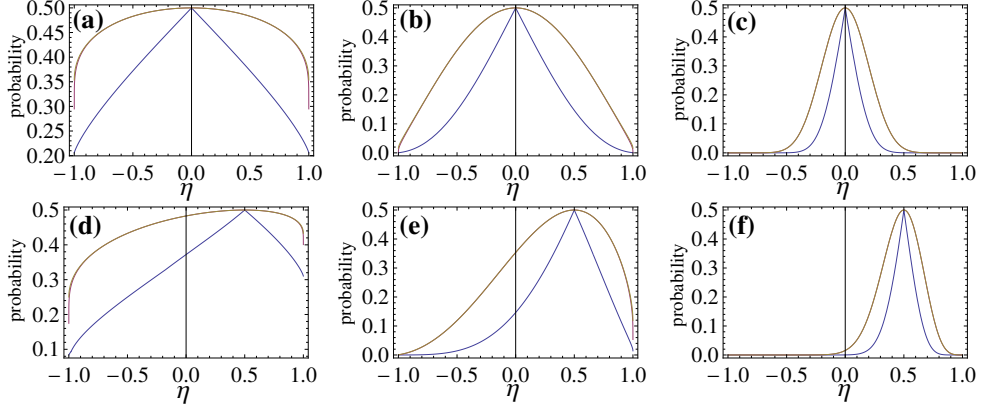 (a) (b) (c)
probability probability probability
0.50 0.5 0.5
0.45 0.4 0.4
0.40 0.3 0.3
0.35 0.2 0.2
0.30 0.1 0.1
0.25 0.0 0.0
0.20
−1.0 −0.5 0.0 0.5 1.0 −1.0 −0.5 0.0 0.5 1.0 −1.0 −0.5 0.0 0.5 1.0
η η η
(d) (e) (f)
probability probability probability
0.5 0.5 0.5
0.4 0.4 0.4
0.3 0.3 0.3
0.2 0.2 0.2
0.1 0.1 0.1
0.0 0.0
−1.0 −0.5 0.0 0.5 1.0 −1.0 −0.5 0.0 0.5 1.0 −1.0 −0.5 0.0 0.5 1.0
η η η